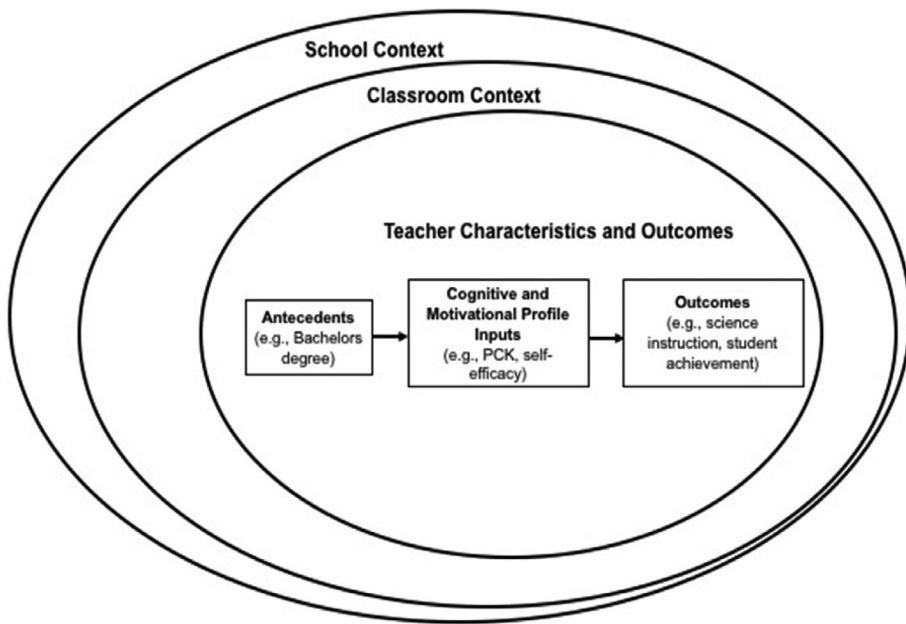 School Context
Classroom Context
Teacher Characteristics and Outcomes
Antecedents
(e.g., Bachelors
degree)
Cognitive and
Motivational Profile
Inputs
(e.g., PCK, self-
efficacy)
Outcomes
(e.g., science
instruction, student
achievement)